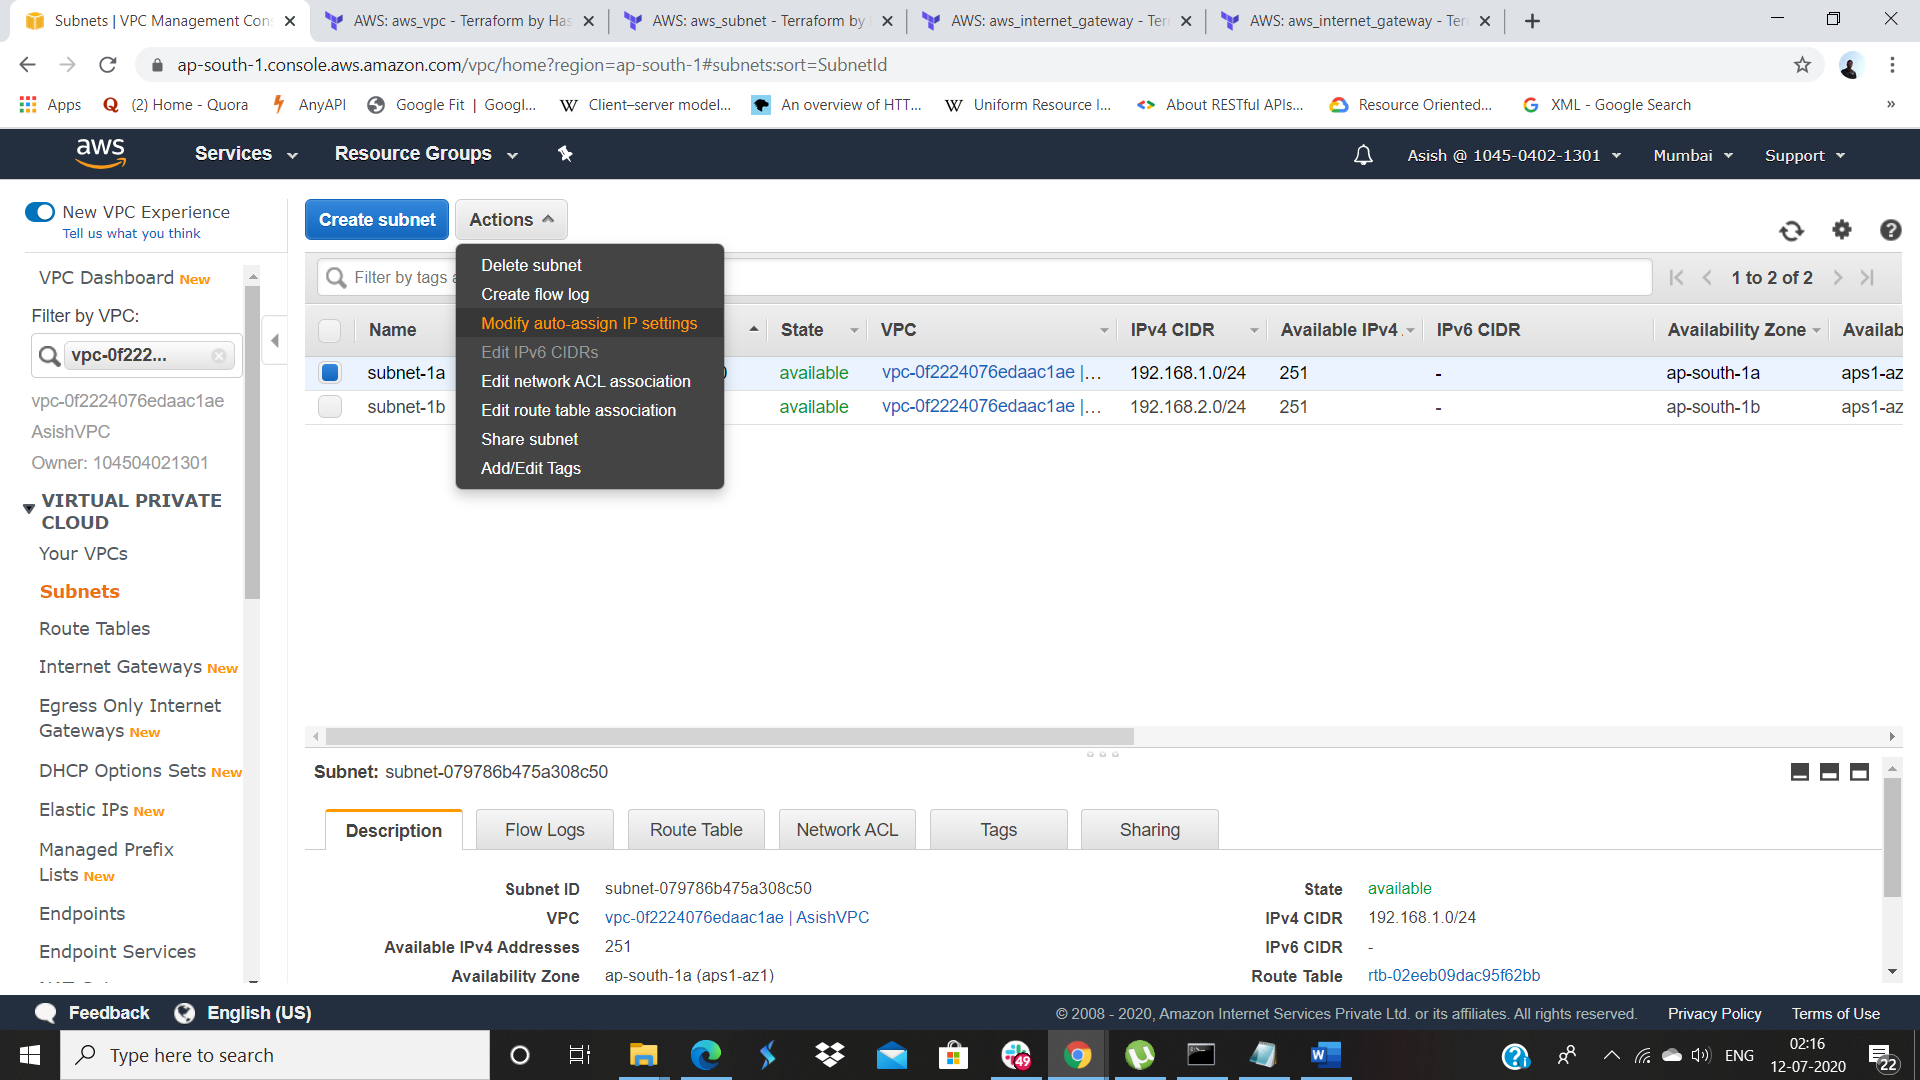 Subnets | VPC Management Con
AWS: aws_vpc - Terraform by Has
AWS: aws_subnet - Terraform by
AWS: aws_internet_gateway - Ter
AWS: aws_internet_gateway - Ter
ap-south-1.console.aws.amazon.com/vpc/home?region=ap-south-1#subnets:sort=SubnetId
Apps
(2) Home - Quora
AnyAPI
Google Fit | Googl...
Client–server model...
An overview of HTT...
Uniform Resource I...
About RESTful APIs...
Resource Oriented...
XML - Google Search
»
aws
Services
Resource Groups
Asish @ 1045-0402-1301
Mumbai
Support
New VPC Experience
Tell us what you think
VPC Dashboard New
Filter by VPC:
vpc-0f222...
vpc-0f2224076edaac1ae
AsishVPC
Owner: 104504021301
VIRTUAL PRIVATE
CLOUD
Your VPCs
Subnets
Route Tables
Internet Gateways New
Egress Only Internet
Gateways New
DHCP Options Sets New
Elastic IPs New
Managed Prefix
Lists New
Endpoints
Endpoint Services
Create subnet
Actions
Delete subnet
Create flow log
Modify auto-assign IP settings
Edit IPv6 CIDRs
Edit network ACL association
Edit route table association
Share subnet
Add/Edit Tags
Filter by tags
1 to 2 of 2
Name State VPC IPv4 CIDR Available IPv4 IPv6 CIDR Availability Zone Availab
subnet-1a available vpc-0f2224076edaac1ae |... 192.168.1.0/24 251 - ap-south-1a aps1-az
subnet-1b available vpc-0f2224076edaac1ae |... 192.168.2.0/24 251 - ap-south-1b aps1-az
Subnet: subnet-079786b475a308c50
Description
Flow Logs
Route Table
Network ACL
Tags
Sharing
Subnet ID subnet-079786b475a308c50
State available
VPC vpc-0f2224076edaac1ae | AsishVPC
IPv4 CIDR 192.168.1.0/24
Available IPv4 Addresses 251
IPv6 CIDR -
Availability Zone ap-south-1a (aps1-az1)
Route Table rtb-02eeb09dac95f62bb
Feedback
English (US)
© 2008 - 2020, Amazon Internet Services Private Ltd. or its affiliates. All rights reserved.
Privacy Policy
Terms of Use
Type here to search
49
ENG
02:16
12-07-2020
22